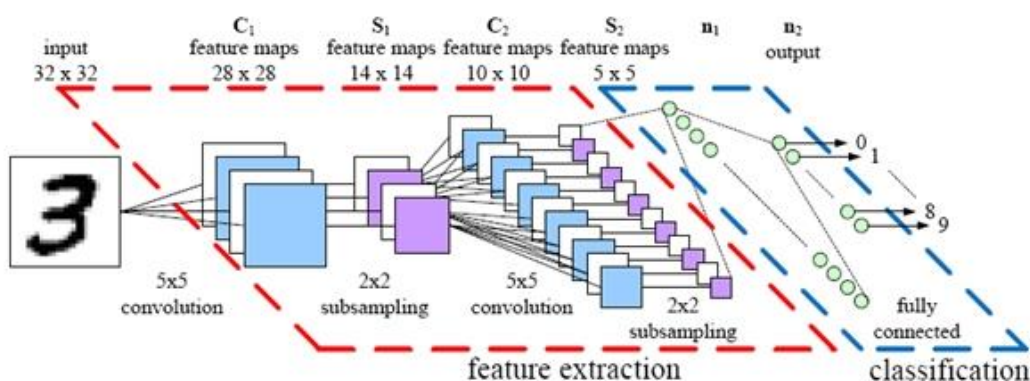 input
32 x 32
C1
feature maps
28 x 28
S1
feature maps
14 x 14
C2
feature maps
10 x 10
S2
feature maps
5 x 5
n1
n2
output
3
0
1
8
9
5x5
convolution
2x2
subsampling
5x5
convolution
2x2
subsampling
fully
connected
feature extraction
classification